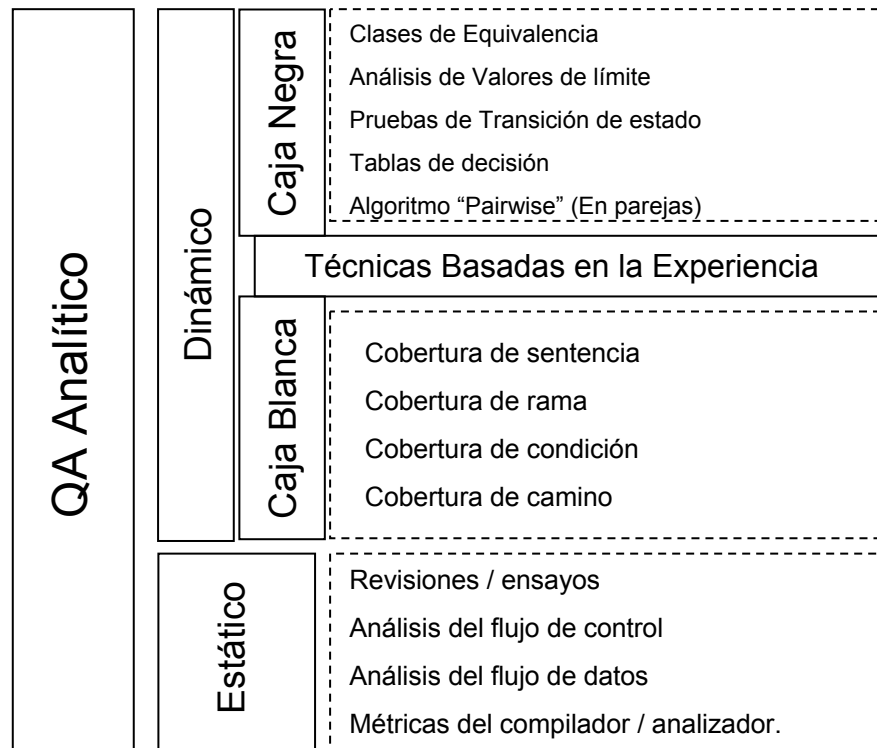 QA Analítico
Dinámico
Caja Negra
Clases de Equivalencia
Análisis de Valores de límite
Pruebas de Transición de estado
Tablas de decisión
Algoritmo “Pairwise” (En parejas)
Técnicas Basadas en la Experiencia
Caja Blanca
Cobertura de sentencia
Cobertura de rama
Cobertura de condición
Cobertura de camino
Estático
Revisiones / ensayos
Análisis del flujo de control
Análisis del flujo de datos
Métricas del compilador / analizador.